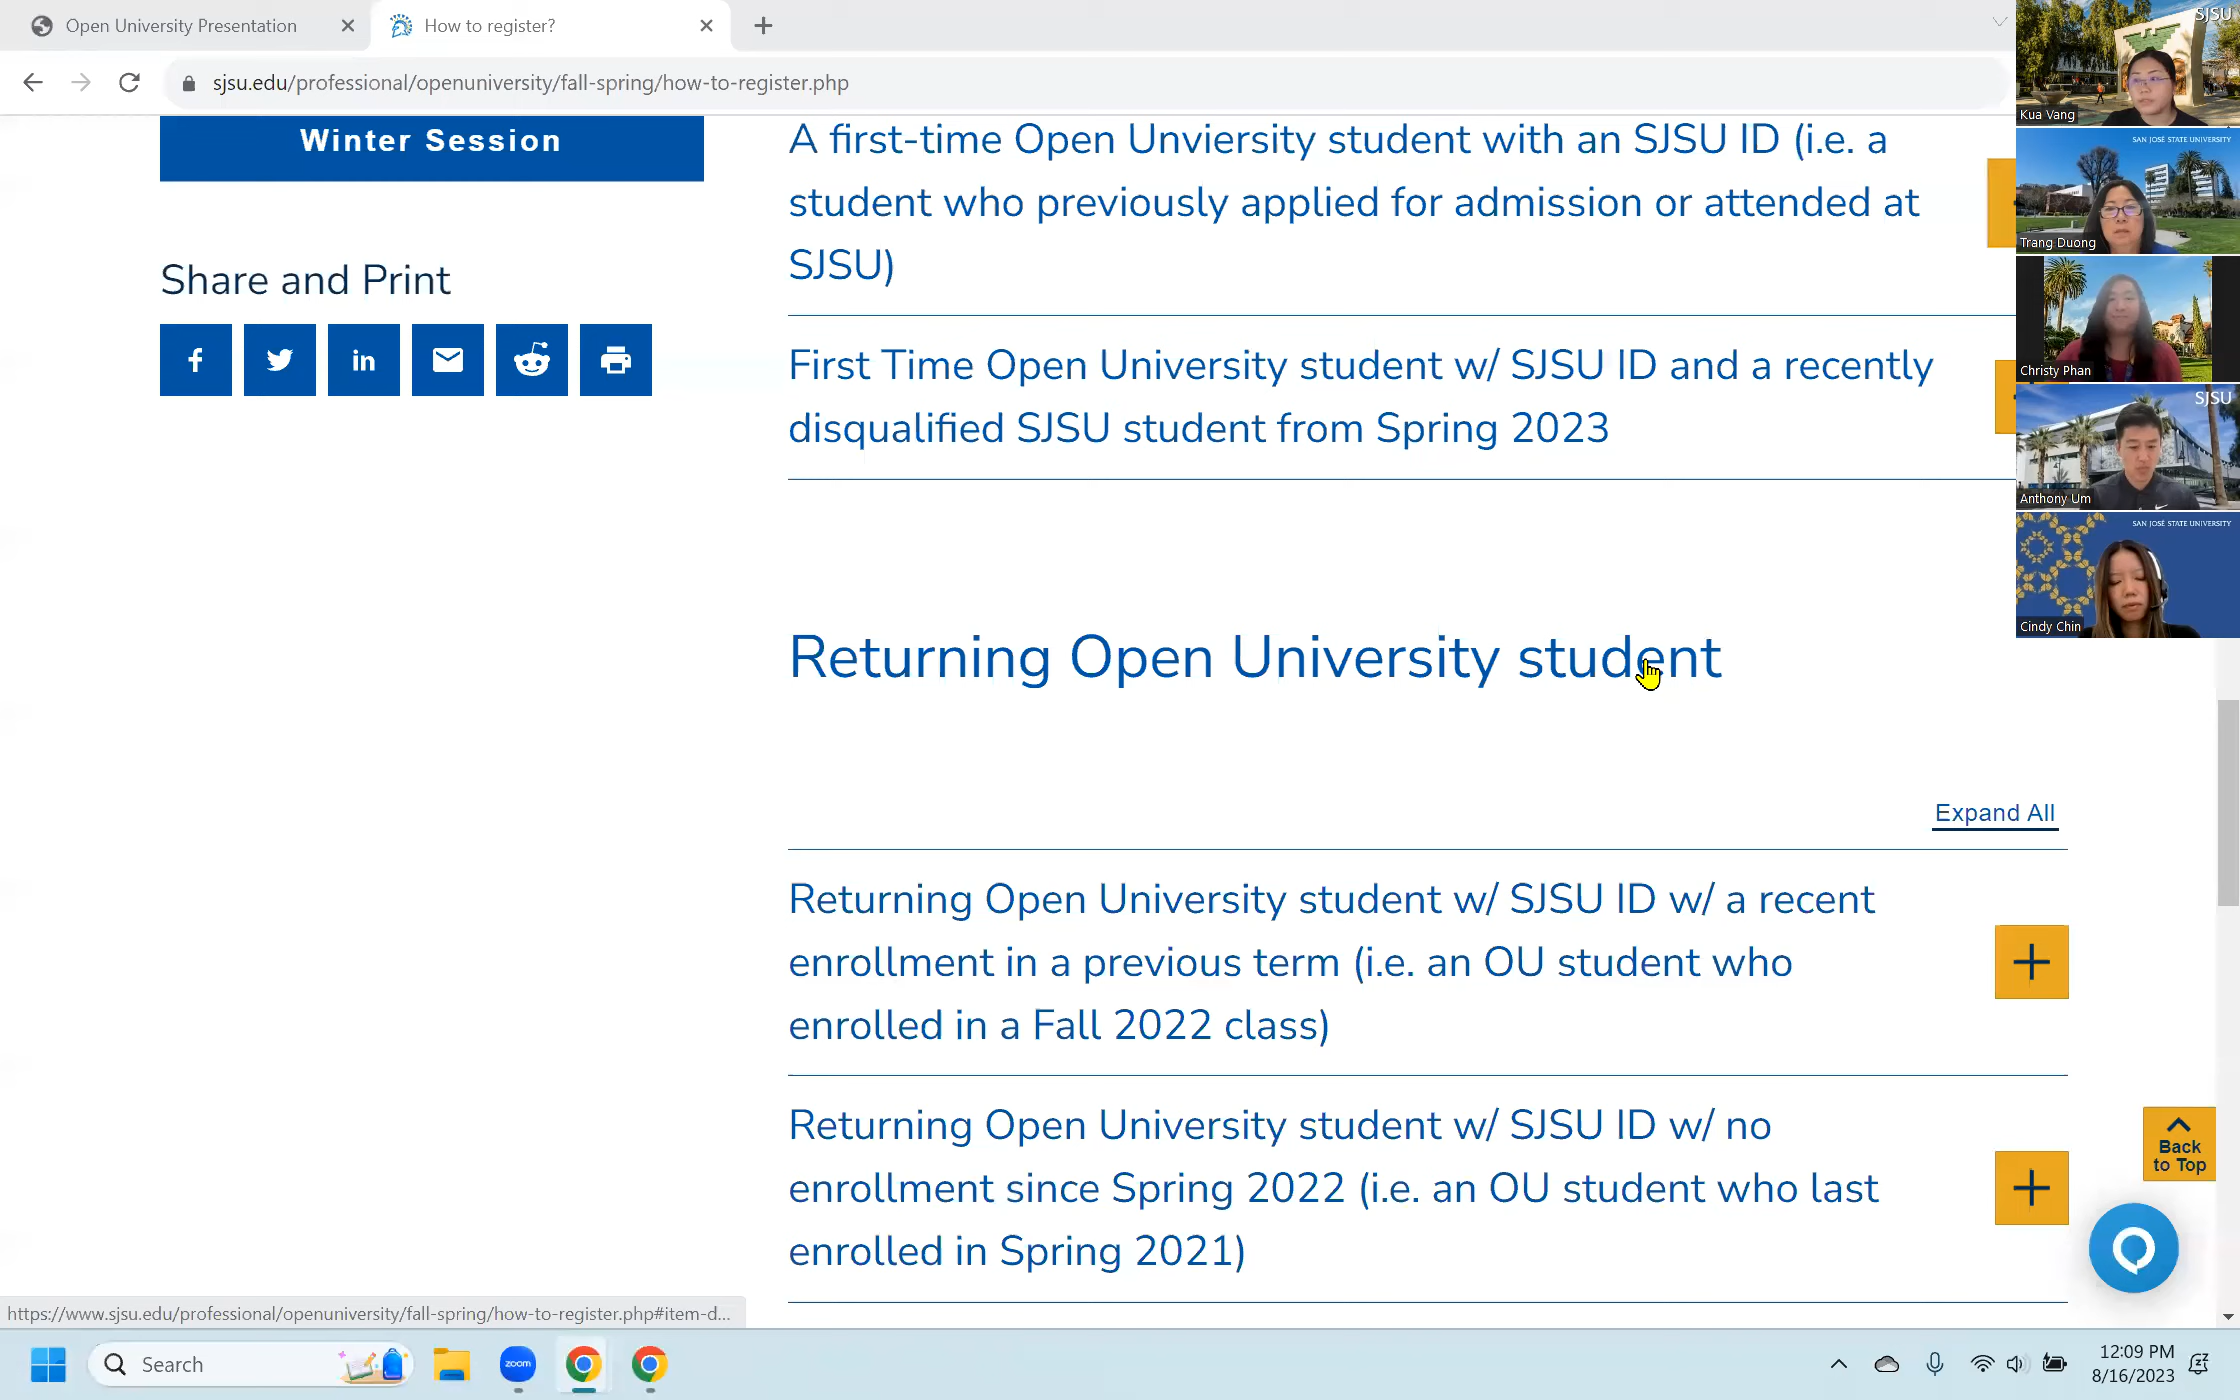 Open University Presentation
How to register?
sjsu.edu/professional/openuniversity/fall-spring/how-to-register.php
Winter Session
Share and Print
A first-time Open Unviersity student with an SJSU ID (i.e. a
student who previously applied for admission or attended at
SJSU)
First Time Open University student w/ SJSU ID and a recently
disqualified SJSU student from Spring 2023
Returning Open University student
Expand All
Returning Open University student w/ SJSU ID w/ a recent
enrollment in a previous term (i.e. an OU student who
enrolled in a Fall 2022 class)
Returning Open University student w/ SJSU ID w/ no
enrollment since Spring 2022 (i.e. an OU student who last
enrolled in Spring 2021)
Back
to Top
SJSU
Kua Vang
SAN JOSÉ STATE UNIVERSITY
Trang Duong
Christy Phan
SJSU
Anthony Um
SAN JOSÉ STATE UNIVERSITY
Cindy Chin
https://www.sjsu.edu/professional/openuniversity/fall-spring/how-to-register.php#item-d...
Search
zoom
12:09 PM
8/16/2023